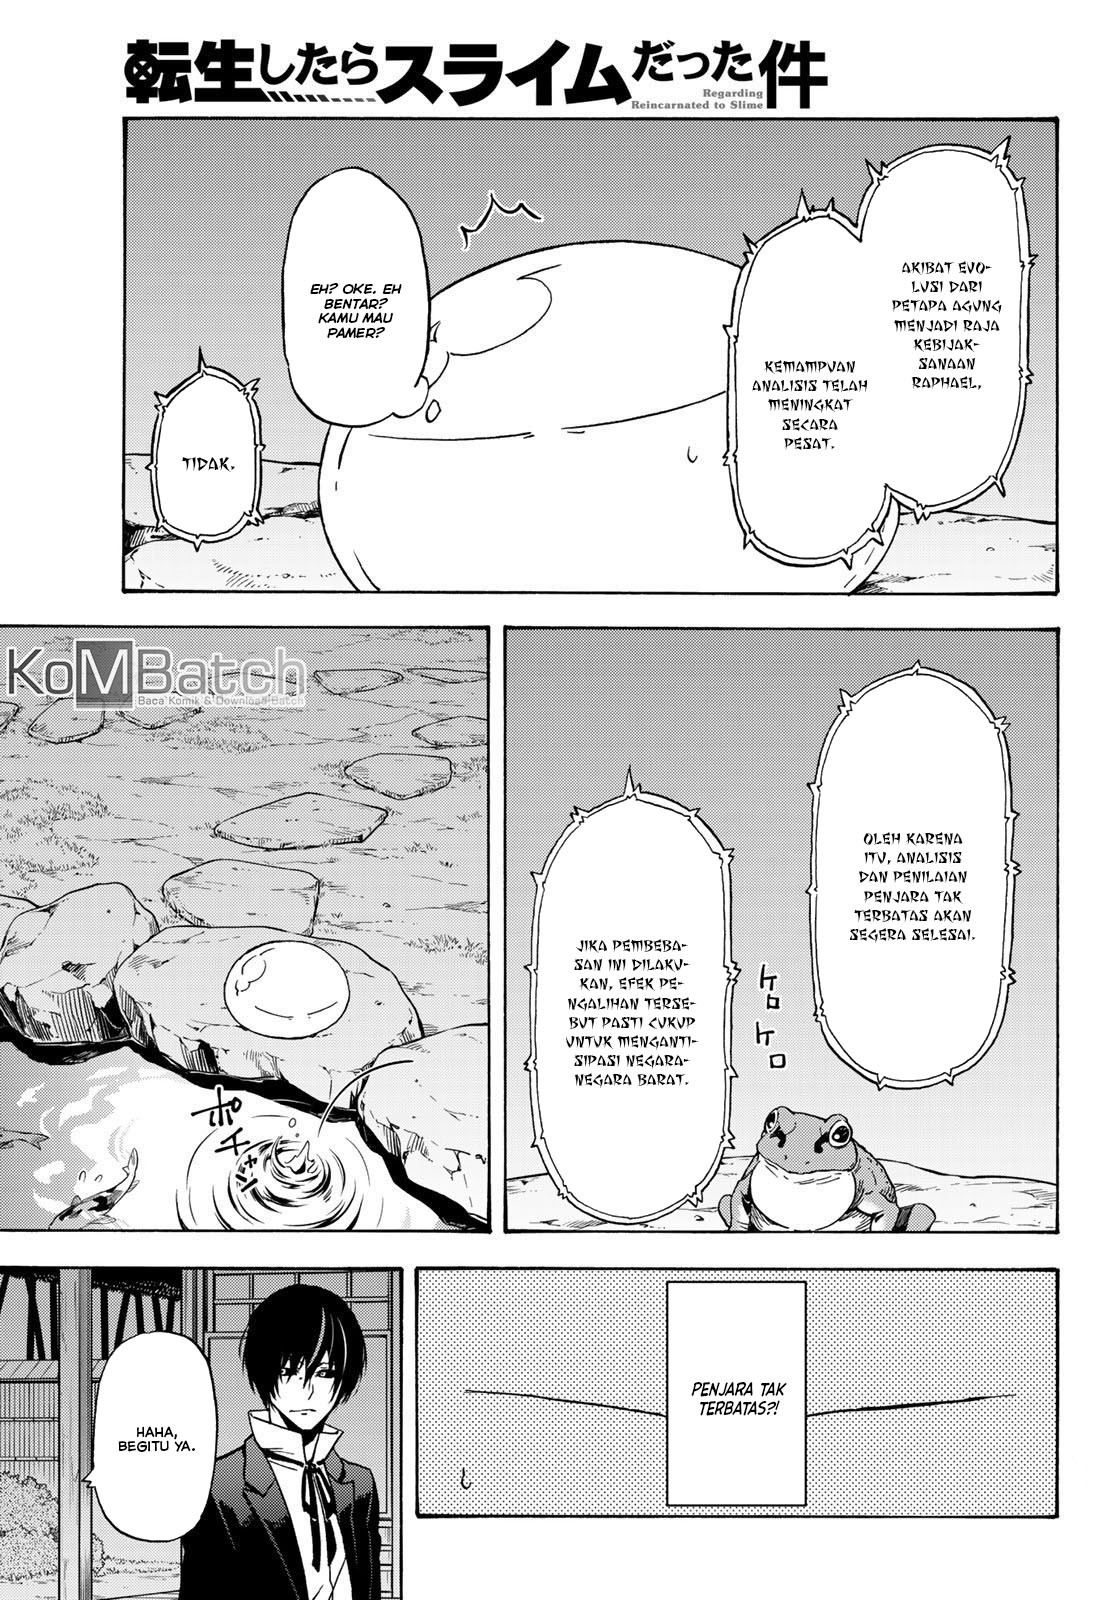 転生したらスライムだった件
Regarding
Reincarnated to Slime
AKIBAT EVO-
LUSI DARI
PETAPA AGUNG
MENJADI RAJA
KEBIJAK-
SANAAN
RAPHAEL,
KEMAMPUAN
ANALISIS TELAH
MENINGKAT
SECARA
PESAT.
EH? OKE. EH
BENTAR?
KAMU MAU
PAMER?
TIDAK.
OLEH KARENA
ITU, ANALISIS
DAN PENILAIAN
PENJARA TAK
TERBATAS AKAN
SEGERA SELESAI.
ケロ
ケロ
JIKA PEMBEBA-
SAN INI DILAKU-
KAN, EFEK PE-
NGALIHAN TERSE-
BUT PASTI CUKUP
UNTUK MENGANTI-
SIPASI NEGARA-
NEGARA BARAT.
KoMBatch
Baca Komik & Download Batch
ポチャ
PENJARA TAK
TERBATAS?!
HAHA,
BEGITU YA.